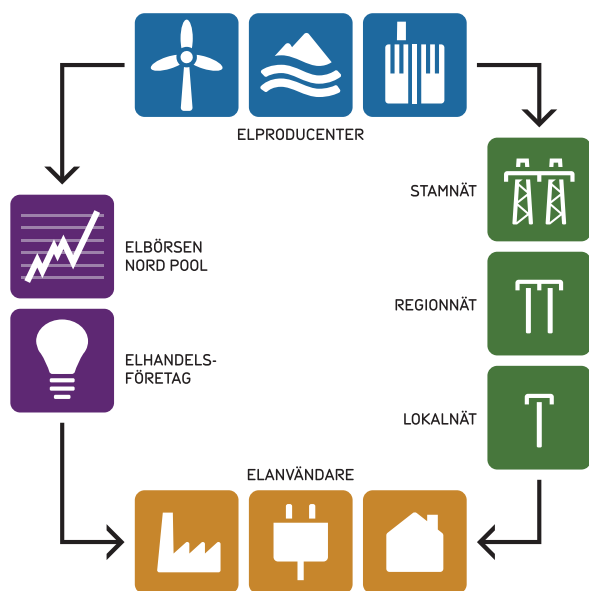 ELPRODUCENTER
STAMNÄT
ELBÖRSEN
NORD POOL
REGIONNÄT
ELHANDELS-
FÖRETAG
LOKALNÄT
ELANVÄNDARE